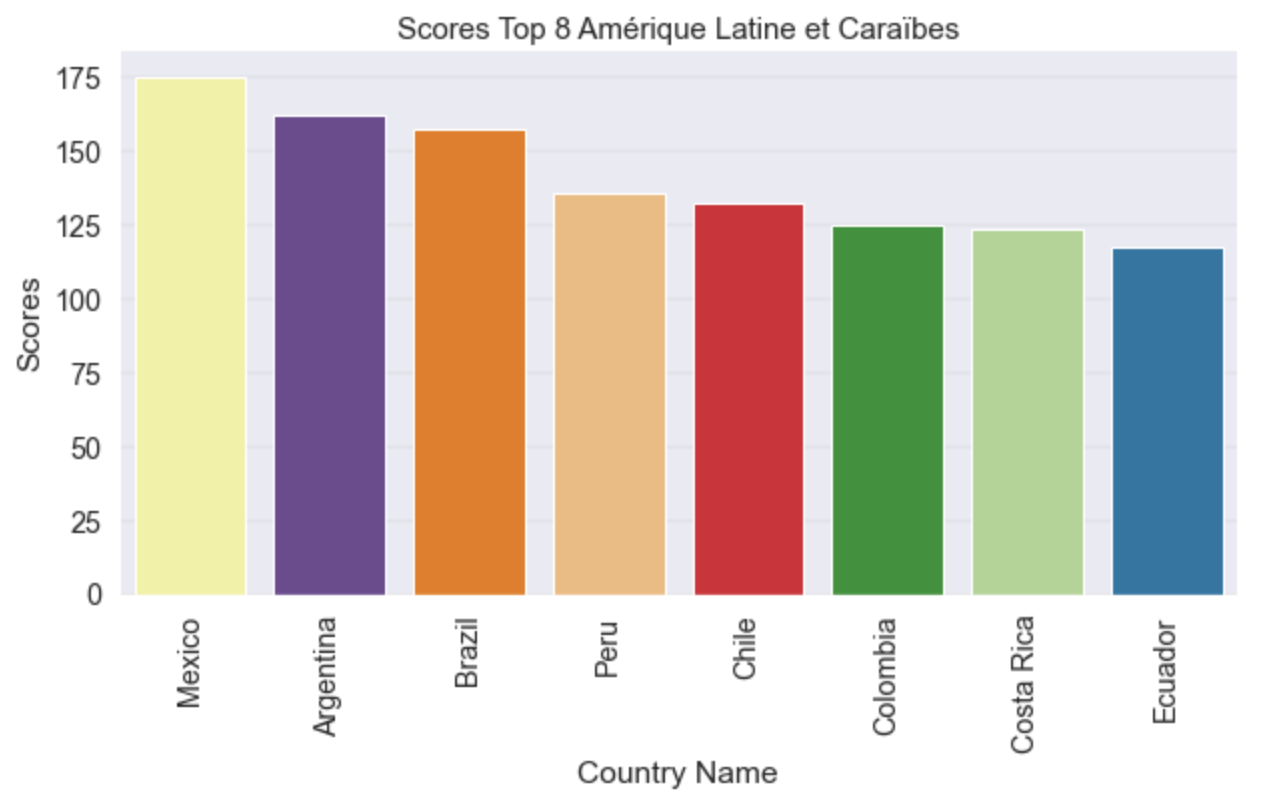 Scores Top 8 Amérique Latine et Caraïbes
175
150
125
100
75
50
25
0
Scores
Mexico
Argentina
Brazil
Peru
Chile
Colombia
Costa Rica
Ecuador
Country Name